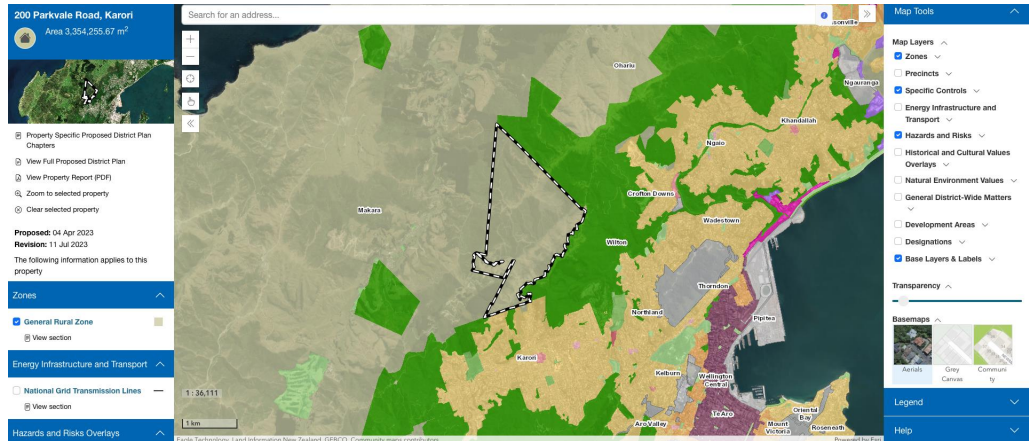 200 Parkvale Road, Karori
Area 3,354,255.67 m²
Property Specific Proposed District Plan
Chapters
View Full Proposed District Plan
View Property Report (PDF)
Zoom to selected property
Clear selected property
Proposed: 04 Apr 2023
Revision: 11 Jul 2023
The following information applies to this
property
Zones
General Rural Zone
View section
Energy Infrastructure and Transport
National Grid Transmission Lines
View section
Hazards and Risks Overlays
Search for an address...
Ohariu
Ngauranga
Khandallah
Ngaio
Crofton Downs
Makara
Wadestown
Wilton
Thorndon
Northland
Pipitea
Karori
Kelburn
Wellington
Central
Te Aro
Oriental
Bay
Aro Valley
Mount
Victoria
Roseneath
1 : 36,111
1 km
Eagle Technology, Land Information New Zealand, GEBCO, Community maps contributors
Powered by Esri
Map Tools
Map Layers
Zones
Precincts
Specific Controls
Energy Infrastructure and
Transport
Hazards and Risks
Historical and Cultural Values
Overlays
Natural Environment Values
General District-Wide Matters
Development Areas
Designations
Base Layers & Labels
Transparency
Basemaps
Aerials
Grey
Canvas
Communi
ty
Legend
Help